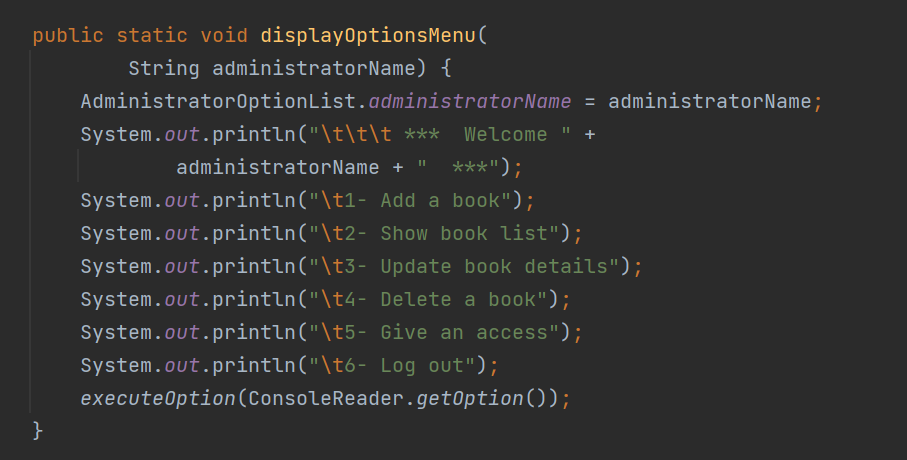 public static void displayOptionsMenu(
        String administratorName) {
    AdministratorOptionList.administratorName = administratorName;
    System.out.println("\t\t\t ***  Welcome " +
            administratorName + "  ***");
    System.out.println("\t1- Add a book");
    System.out.println("\t2- Show book list");
    System.out.println("\t3- Update book details");
    System.out.println("\t4- Delete a book");
    System.out.println("\t5- Give an access");
    System.out.println("\t6- Log out");
    executeOption(ConsoleReader.getOption());
}